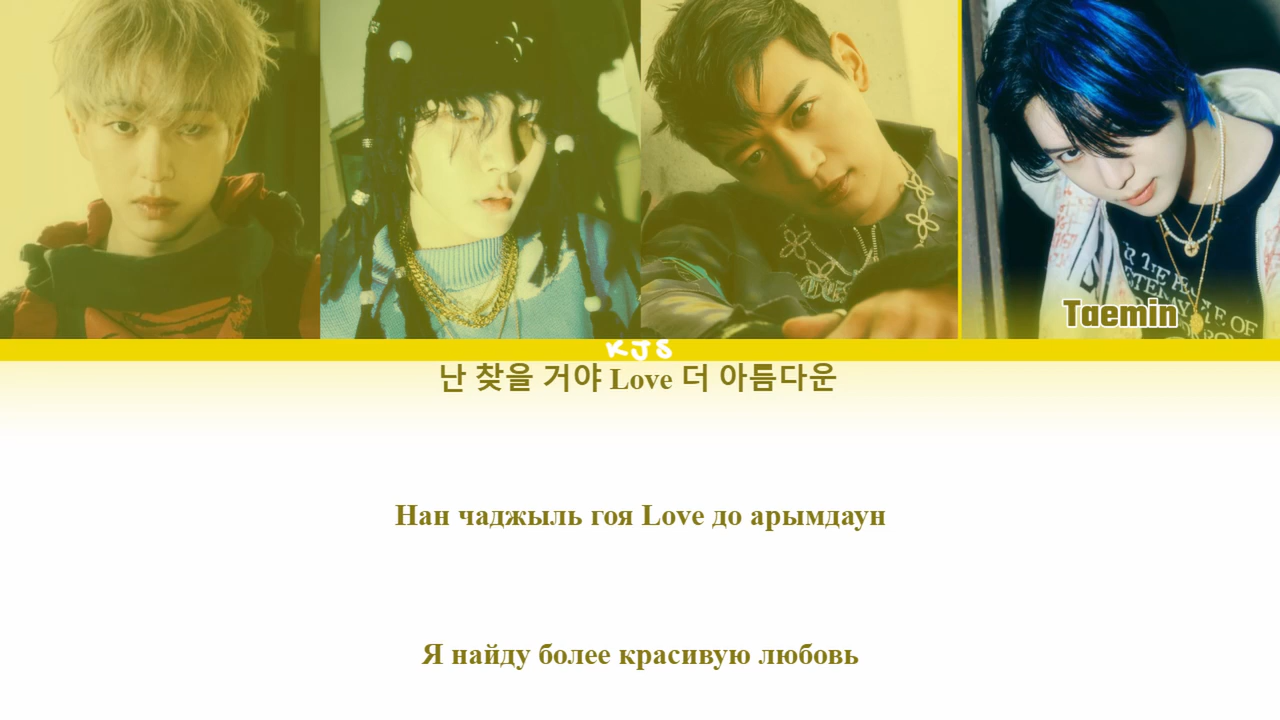 Taemin
KJS
난 찾을 거야 Love 더 아름다운
Нан чаджыль гоя Love до арымдаун
Я найду более красивую любовь